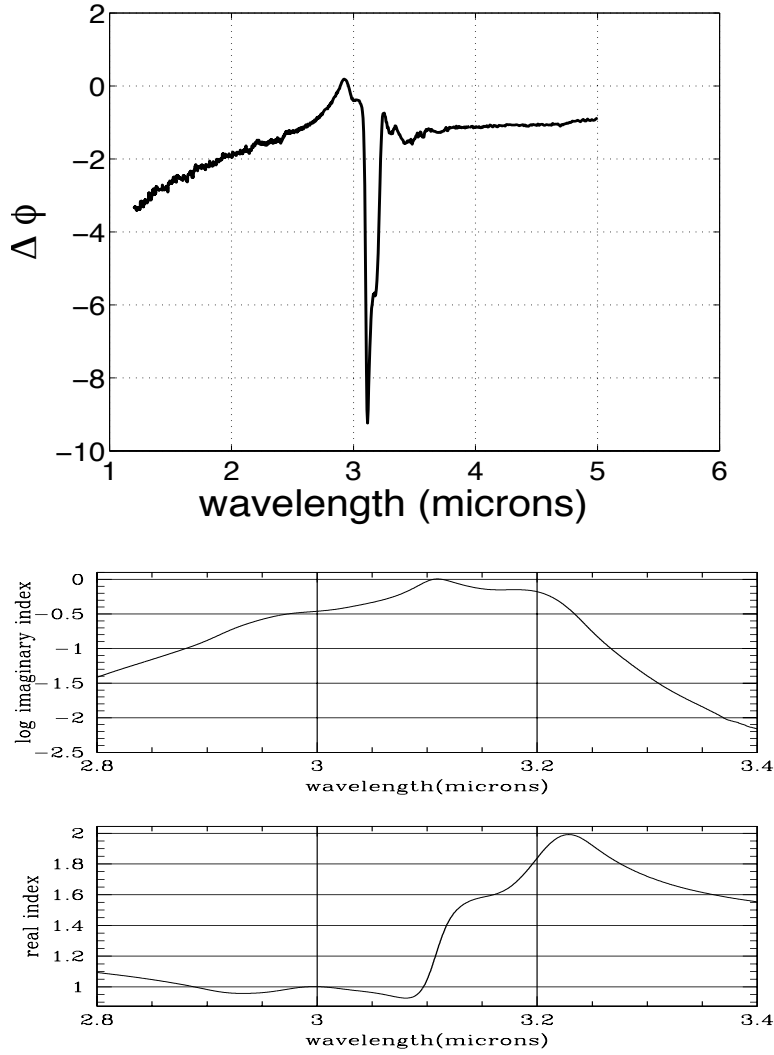 2
0
−2
−4
−6
−8
−10
Δ ϕ
1 2 3 4 5 6
wavelength (microns)
0
−0.5
−1
−1.5
−2
−2.5
log imaginary index
2.8 3 3.2 3.4
wavelength(microns)
2
1.8
1.6
1.4
1.2
1
real index
2.8 3 3.2 3.4
wavelength(microns)